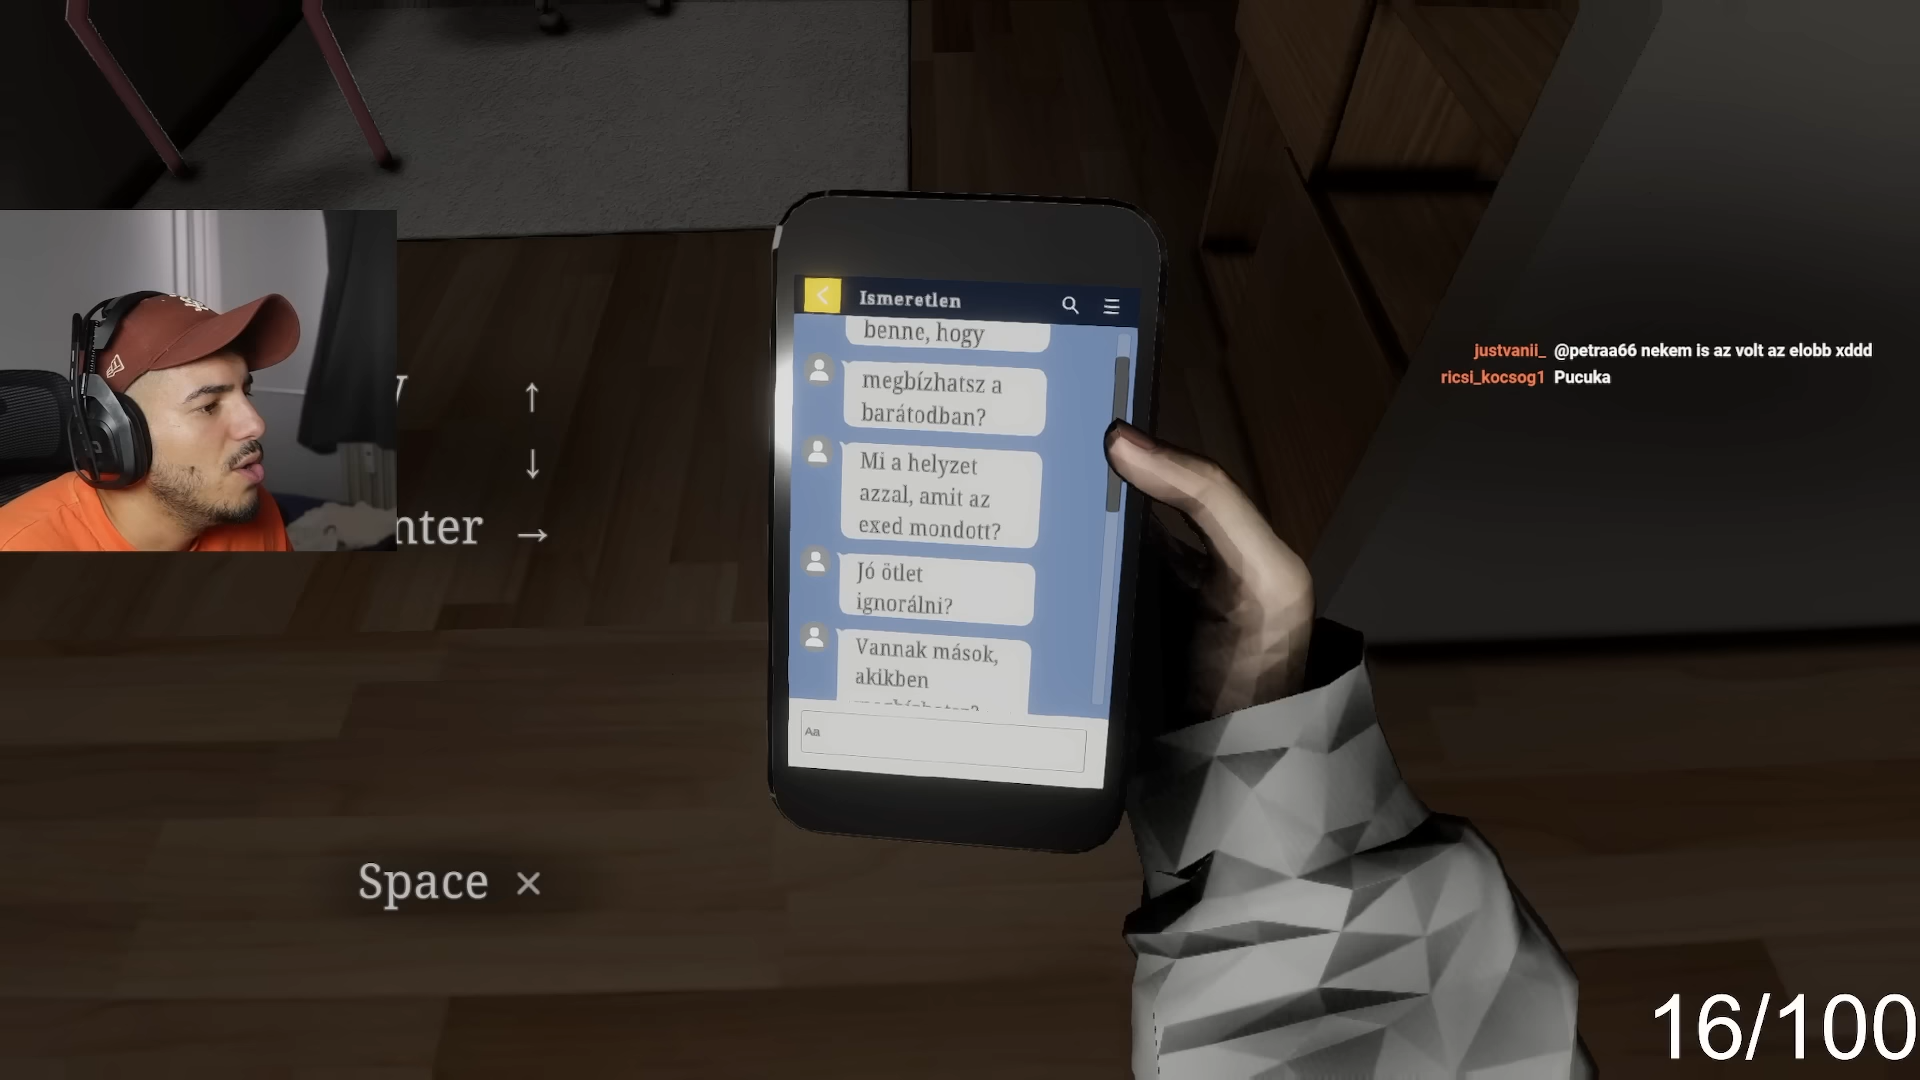 Ismeretlen
benne, hogy
megbízhatsz a
barátodban?
Mi a helyzet
azzal, amit az
exed mondott?
Jó ötlet
ignorálni?
Vannak mások,
akikben
Aa
↑
↓
nter →
Space ×
justvanii_ @petraa66 nekem is az volt az elobb xddd
ricsi_kocsog1 Pucuka
16/100